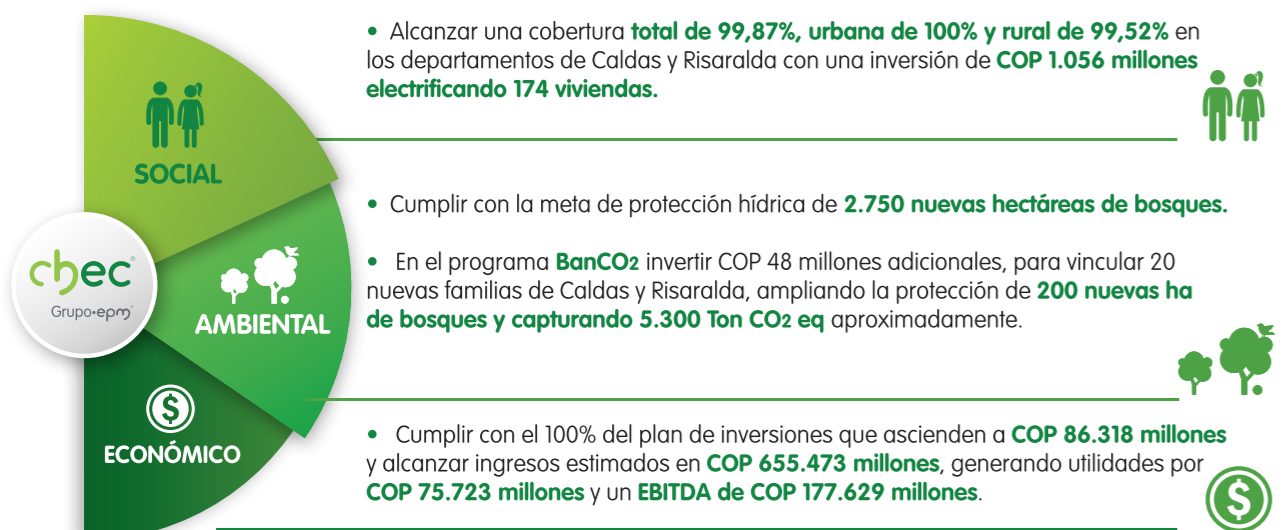 • Alcanzar una cobertura total de 99,87%, urbana de 100% y rural de 99,52% en
los departamentos de Caldas y Risaralda con una inversión de COP 1.056 millones
electrificando 174 viviendas.
SOCIAL
• Cumplir con la meta de protección hídrica de 2.750 nuevas hectáreas de bosques.
• En el programa BanCO2 invertir COP 48 millones adicionales, para vincular 20
nuevas familias de Caldas y Risaralda, ampliando la protección de 200 nuevas ha
de bosques y capturando 5.300 Ton CO2 eq aproximadamente.
chec®
Grupo•epm®
AMBIENTAL
$
ECONÓMICO
• Cumplir con el 100% del plan de inversiones que ascienden a COP 86.318 millones
y alcanzar ingresos estimados en COP 655.473 millones, generando utilidades por
COP 75.723 millones y un EBITDA de COP 177.629 millones.
$